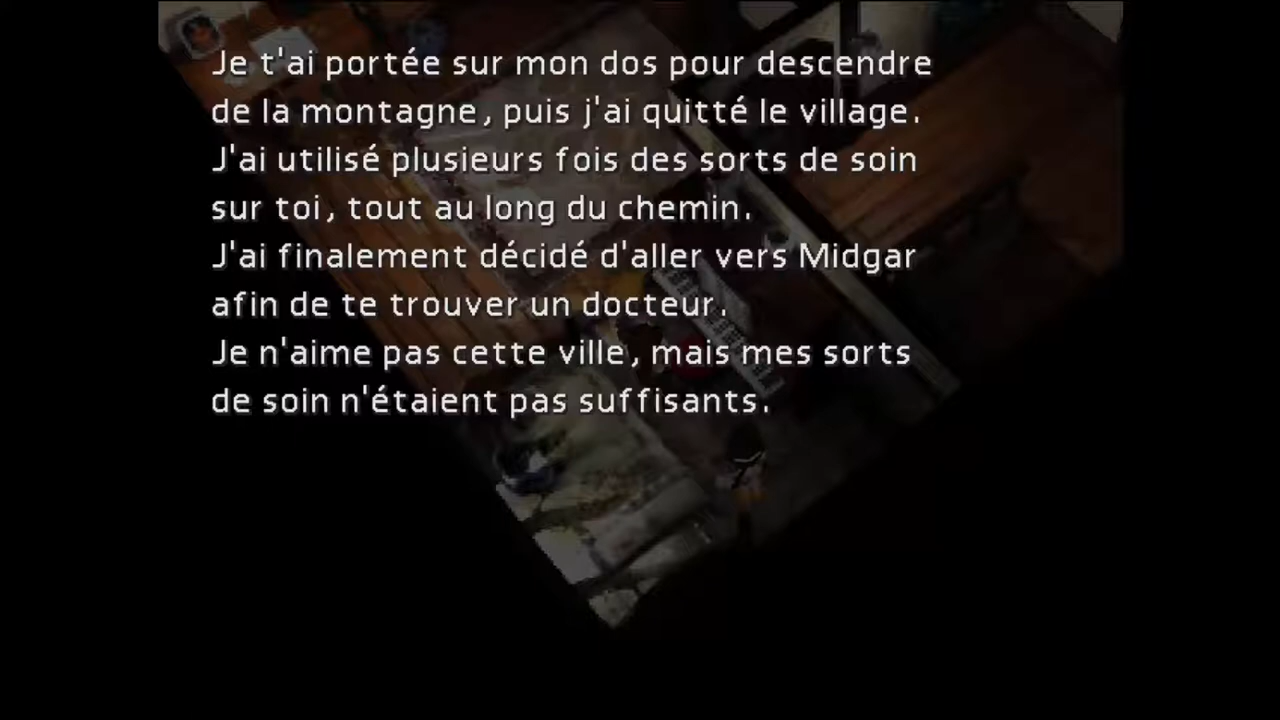 Je t'ai portée sur mon dos pour descendre
de la montagne, puis j'ai quitté le village.
J'ai utilisé plusieurs fois des sorts de soin
sur toi, tout au long du chemin.
J'ai finalement décidé d'aller vers Midgar
afin de te trouver un docteur.
Je n'aime pas cette ville, mais mes sorts
de soin n'étaient pas suffisants.